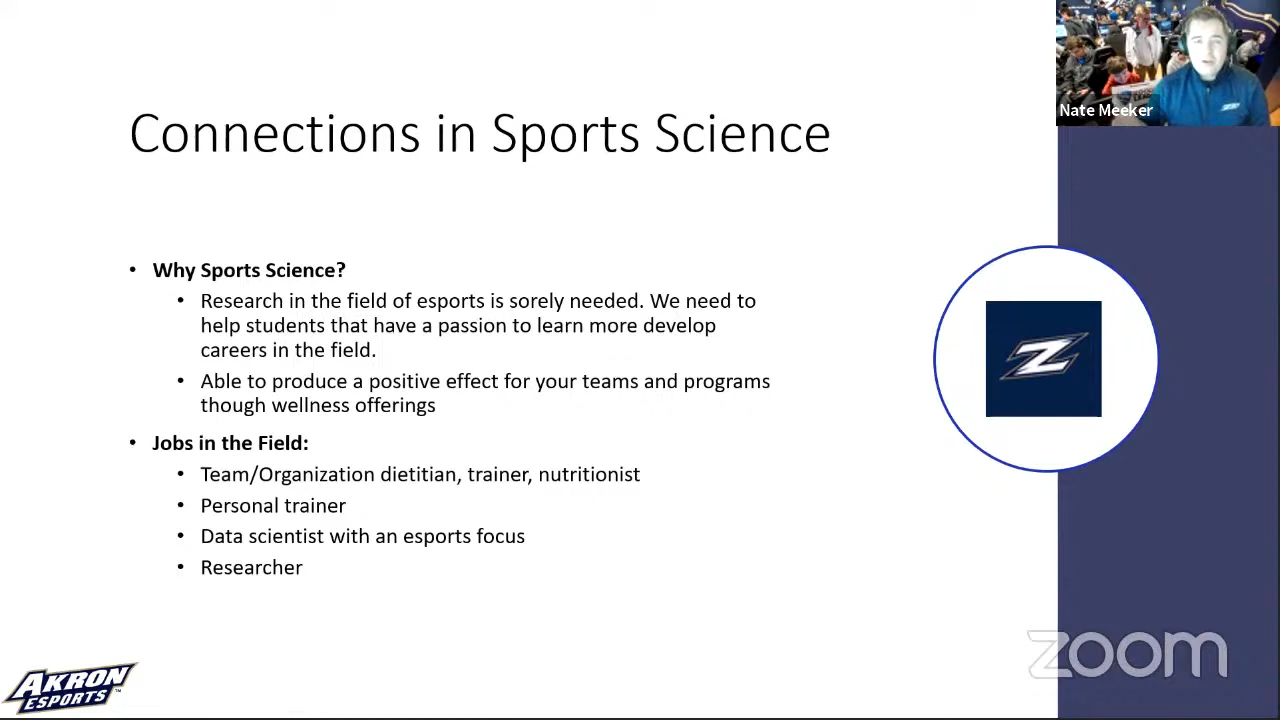 Nate Meeker
Connections in Sports Science
• Why Sports Science?
• Research in the field of esports is sorely needed. We need to
help students that have a passion to learn more develop
careers in the field.
• Able to produce a positive effect for your teams and programs
though wellness offerings
• Jobs in the Field:
• Team/Organization dietitian, trainer, nutritionist
• Personal trainer
• Data scientist with an esports focus
• Researcher
Z
zoom
AKRON
ESPORTS™